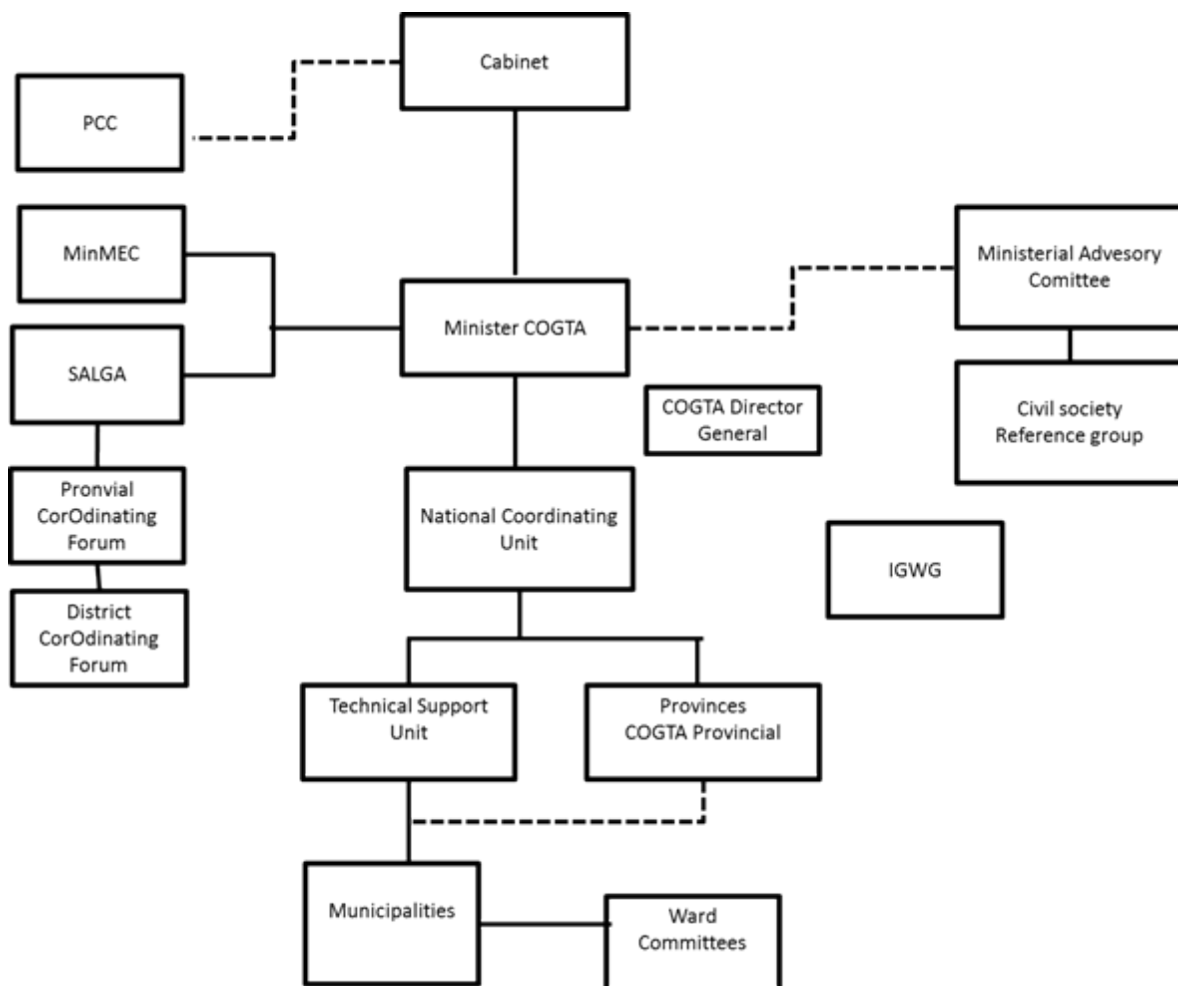 Cabinet
PCC
MinMEC
Ministerial Advesory
Comittee
Minister COGTA
SALGA
COGTA Director
General
Civil society
Reference group
Pronvial
CorOdinating
Forum
National Coordinating
Unit
IGWG
District
CorOdinating
Forum
Technical Support
Unit
Provinces
COGTA Provincial
Municipalities
Ward
Committees